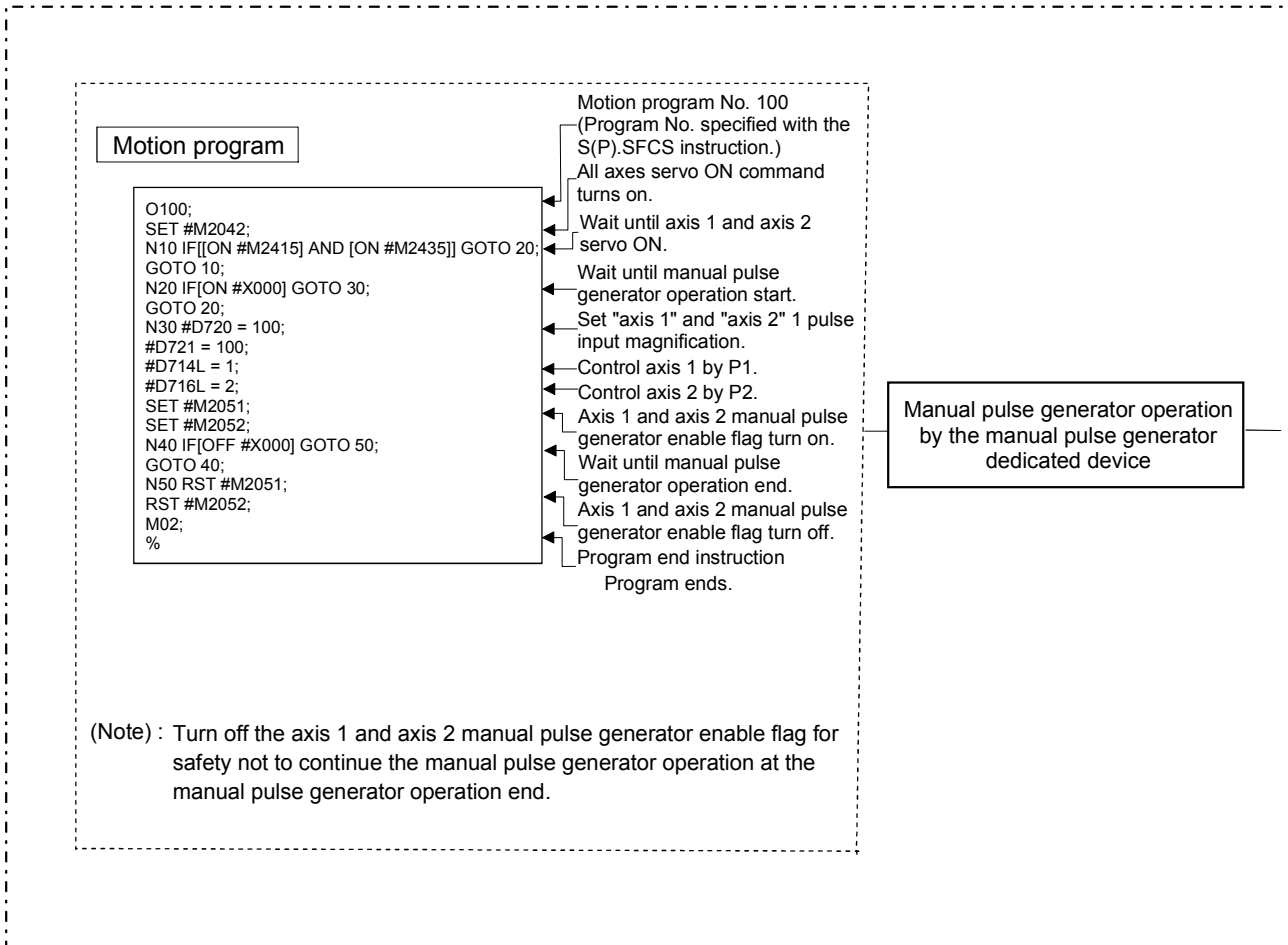 Motion program
O100;
SET #M2042;
N10 IF[[ON #M2415] AND [ON #M2435]] GOTO 20;
GOTO 10;
N20 IF[ON #X000] GOTO 30;
GOTO 20;
N30 #D720 = 100;
#D721 = 100;
#D714L = 1;
#D716L = 2;
SET #M2051;
SET #M2052;
N40 IF[OFF #X000] GOTO 50;
GOTO 40;
N50 RST #M2051;
RST #M2052;
M02;
%
Motion program No. 100
(Program No. specified with the
S(P).SFCS instruction.)
All axes servo ON command
turns on.
Wait until axis 1 and axis 2
servo ON.
Wait until manual pulse
generator operation start.
Set "axis 1" and "axis 2" 1 pulse
input magnification.
Control axis 1 by P1.
Control axis 2 by P2.
Axis 1 and axis 2 manual pulse
generator enable flag turn on.
Wait until manual pulse
generator operation end.
Axis 1 and axis 2 manual pulse
generator enable flag turn off.
Program end instruction
Program ends.
Manual pulse generator operation
by the manual pulse generator
dedicated device
(Note) : Turn off the axis 1 and axis 2 manual pulse generator enable flag for
safety not to continue the manual pulse generator operation at the
manual pulse generator operation end.